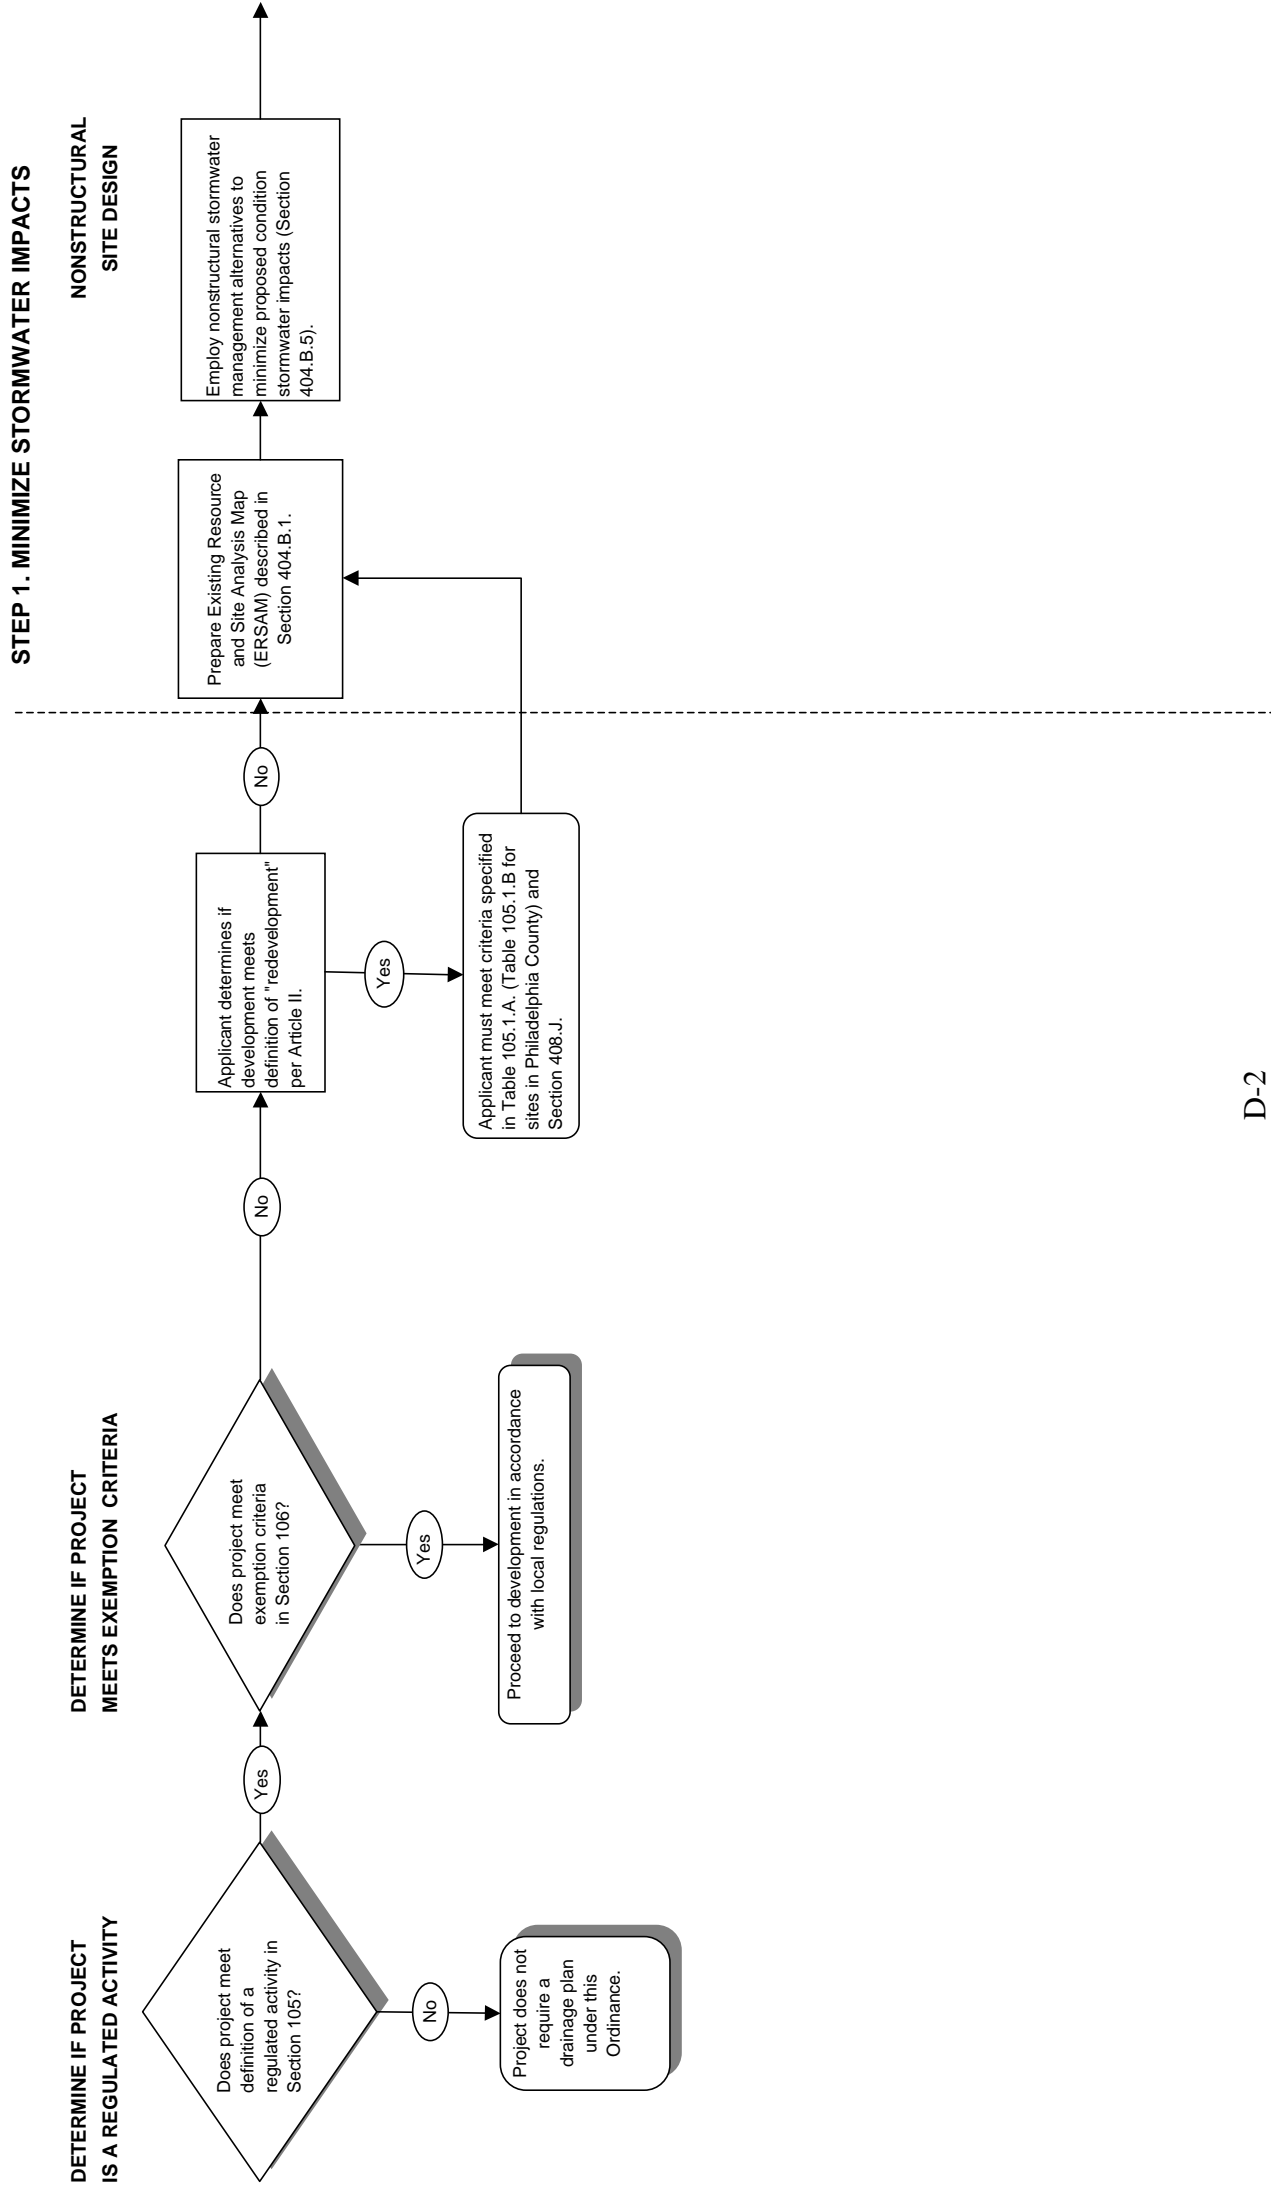 STEP 1. MINIMIZE STORMWATER IMPACTS
DETERMINE IF PROJECT
IS A REGULATED ACTIVITY
DETERMINE IF PROJECT
MEETS EXEMPTION CRITERIA
NONSTRUCTURAL
SITE DESIGN
Does project meet
definition of a
regulated activity in
Section 105?
Yes
No
Project does not
require a
drainage plan
under this
Ordinance.
Does project meet
exemption criteria
in Section 106?
No
Yes
Proceed to development in accordance
with local regulations.
Applicant determines if
development meets
definition of "redevelopment"
per Article II.
No
Yes
Applicant must meet criteria specified
in Table 105.1.A. (Table 105.1.B for
sites in Philadelphia County) and
Section 408.J.
Prepare Existing Resource
and Site Analysis Map
(ERSAM) described in
Section 404.B.1.
Employ nonstructural stormwater
management alternatives to
minimize proposed condition
stormwater impacts (Section
404.B.5).
D-2